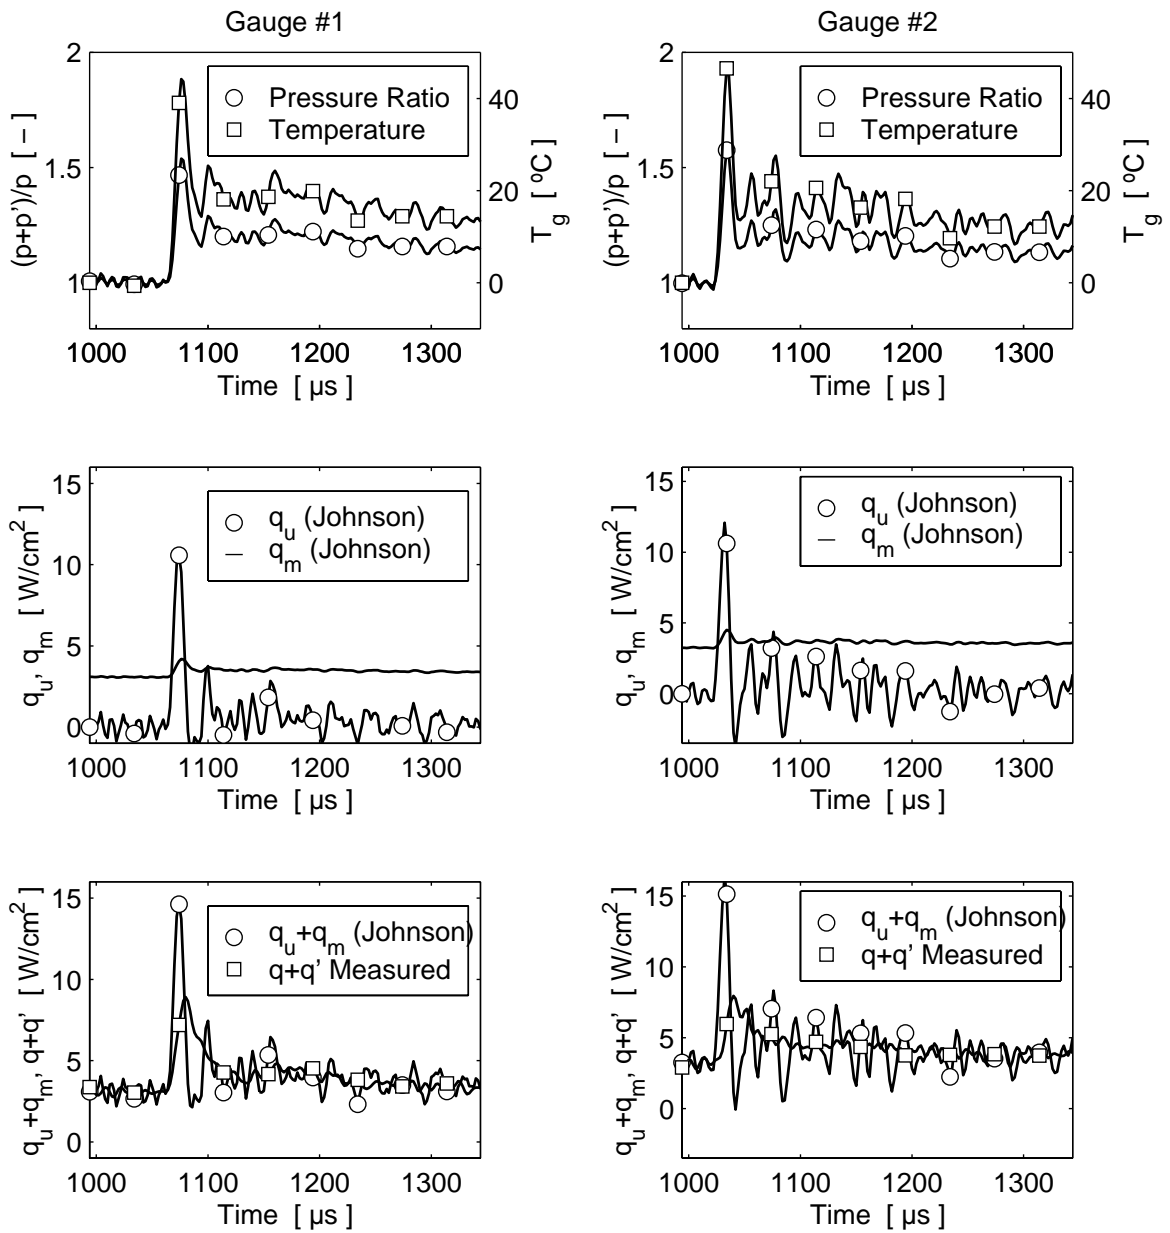 Gauge #1
2
1.5
1
(p+p')/p [ – ]
40
20
0
T_g [ ºC ]
Pressure Ratio
Temperature
1000 1100 1200 1300
Time [ µs ]
Gauge #2
2
1.5
1
(p+p')/p [ – ]
40
20
0
T_g [ ºC ]
Pressure Ratio
Temperature
1000 1100 1200 1300
Time [ µs ]
15
10
5
0
q_u, q_m [ W/cm^2 ]
q_u (Johnson)
q_m (Johnson)
1000 1100 1200 1300
Time [ µs ]
15
10
5
0
q_u, q_m [ W/cm^2 ]
q_u (Johnson)
q_m (Johnson)
1000 1100 1200 1300
Time [ µs ]
15
10
5
0
q_u+q_m, q+q' [ W/cm^2 ]
q_u+q_m (Johnson)
q+q' Measured
1000 1100 1200 1300
Time [ µs ]
15
10
5
0
q_u+q_m, q+q' [ W/cm^2 ]
q_u+q_m (Johnson)
q+q' Measured
1000 1100 1200 1300
Time [ µs ]